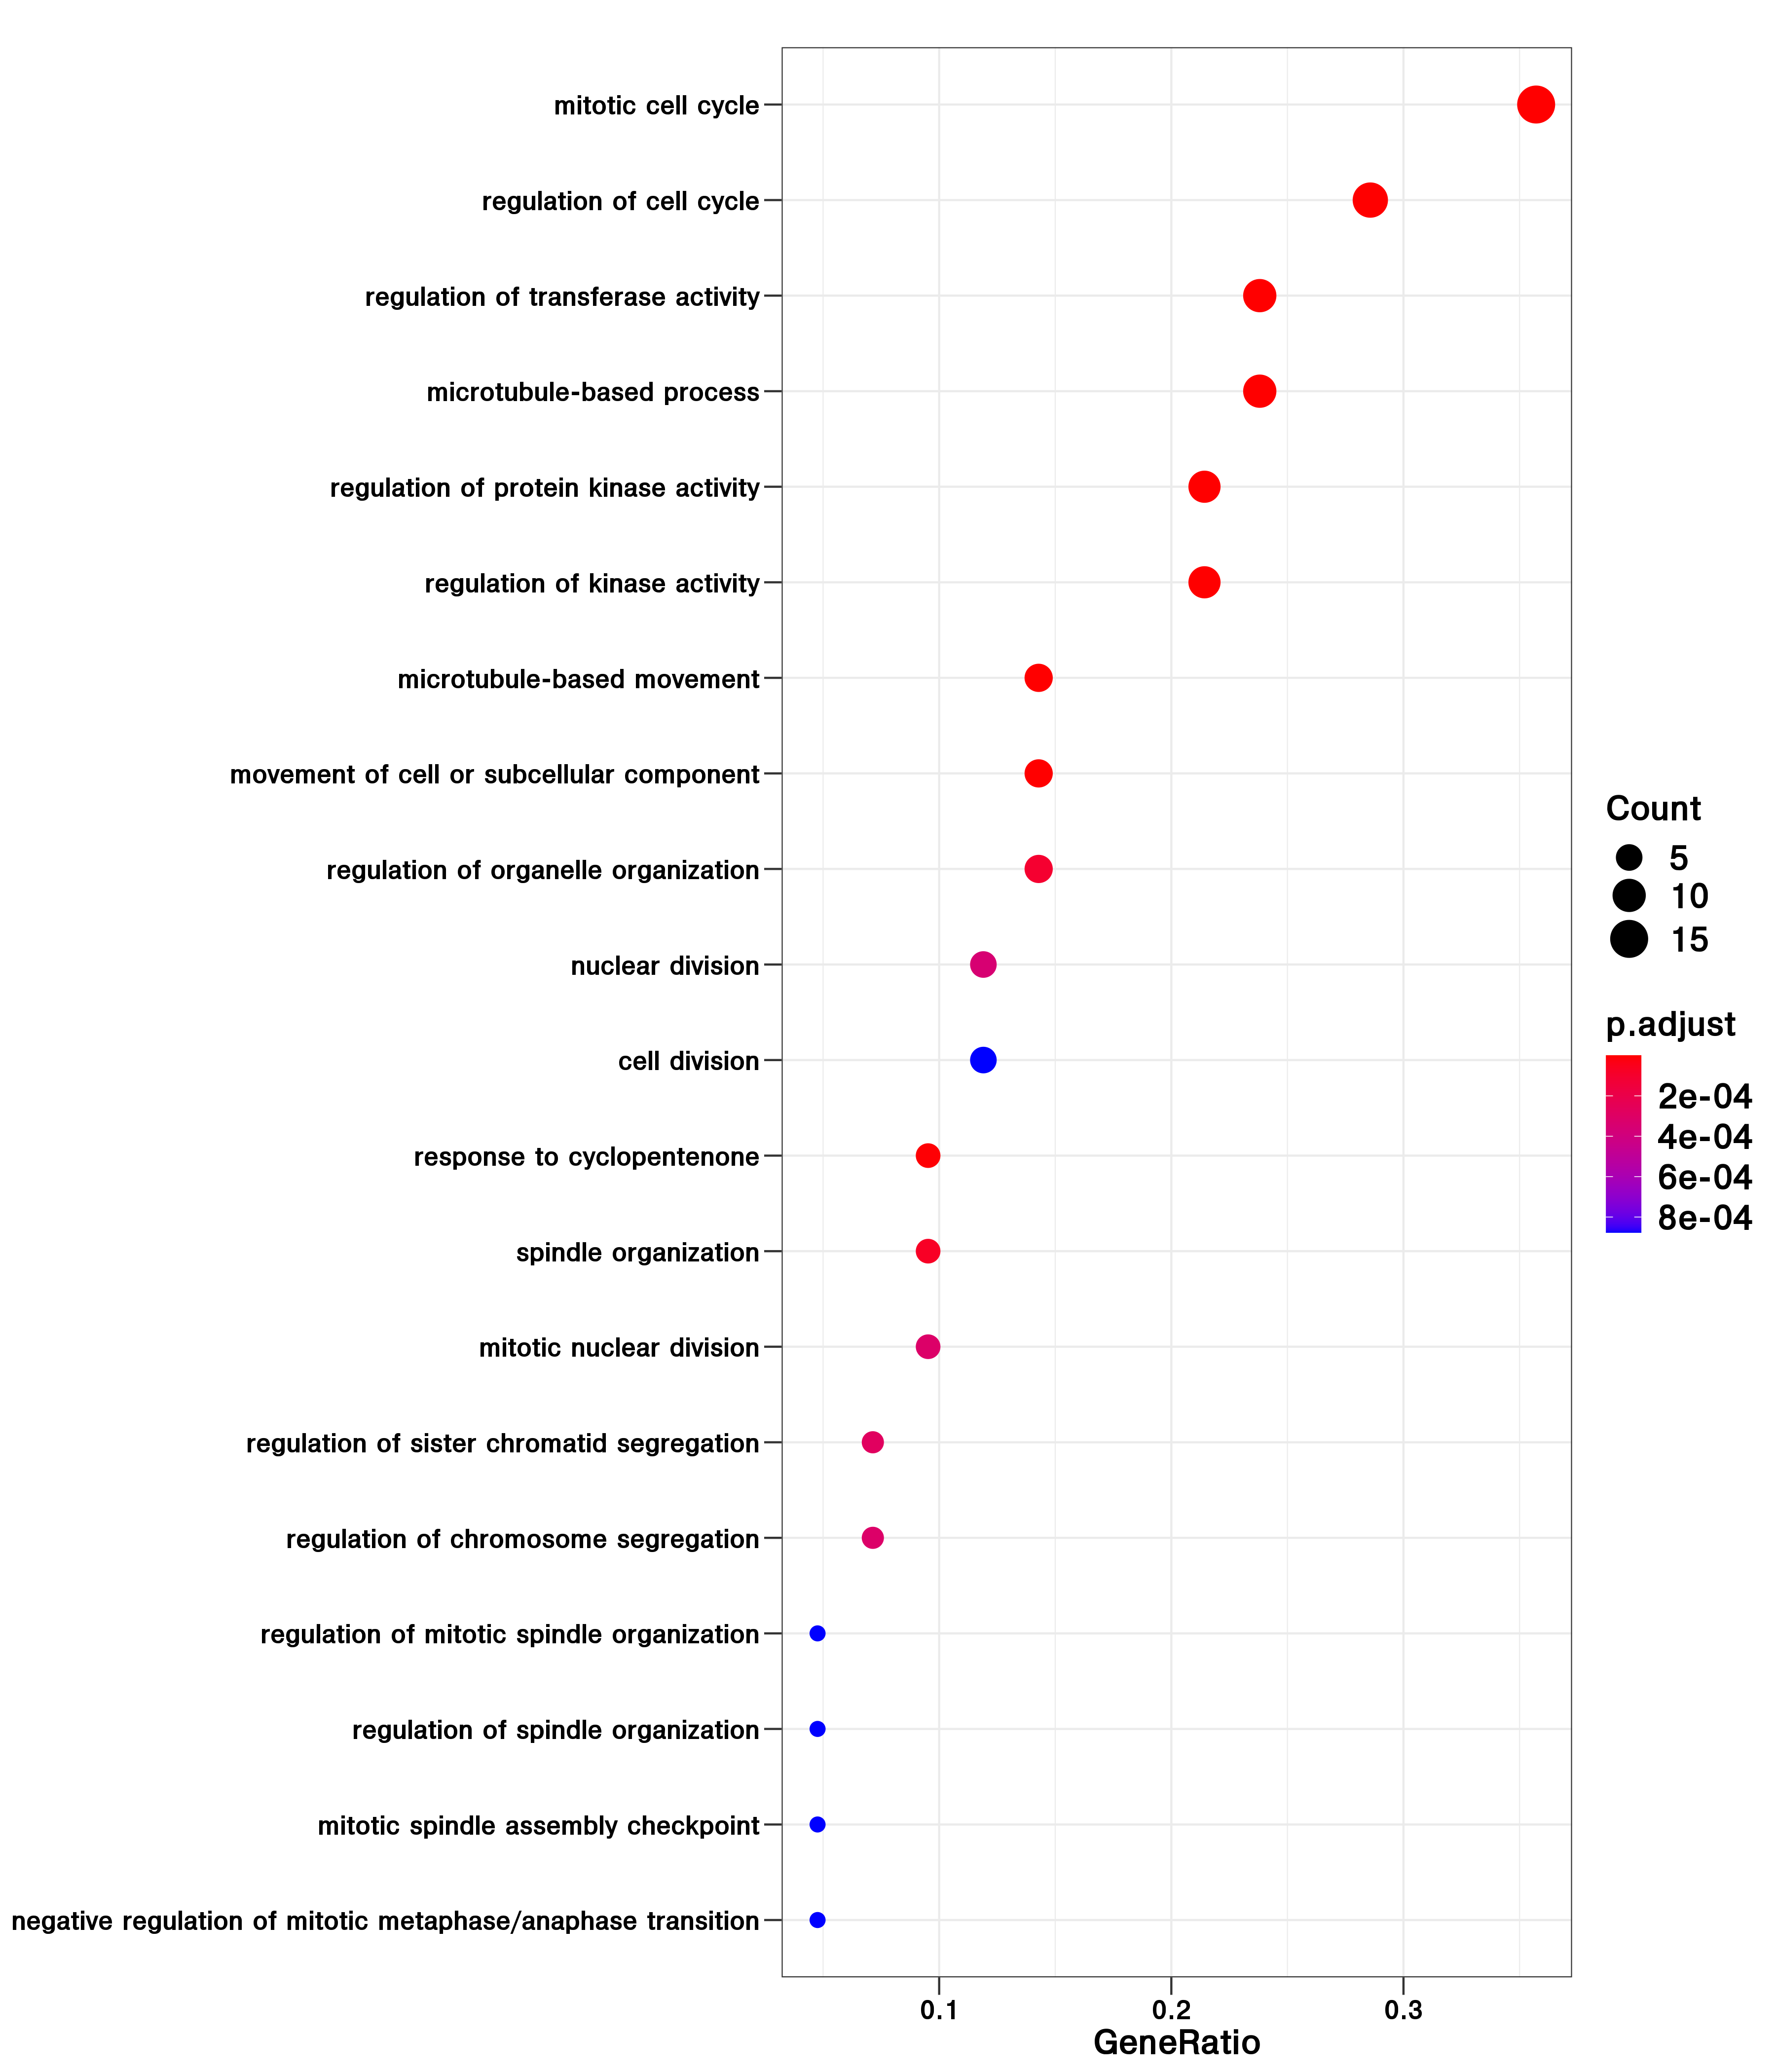 mitotic cell cycle
regulation of cell cycle
regulation of transferase activity
microtubule-based process
regulation of protein kinase activity
regulation of kinase activity
microtubule-based movement
movement of cell or subcellular component
regulation of organelle organization
nuclear division
cell division
response to cyclopentenone
spindle organization
mitotic nuclear division
regulation of sister chromatid segregation
regulation of chromosome segregation
regulation of mitotic spindle organization
regulation of spindle organization
mitotic spindle assembly checkpoint
negative regulation of mitotic metaphase/anaphase transition
0.1 0.2 0.3
GeneRatio
Count
5
10
15
p.adjust
2e-04
4e-04
6e-04
8e-04